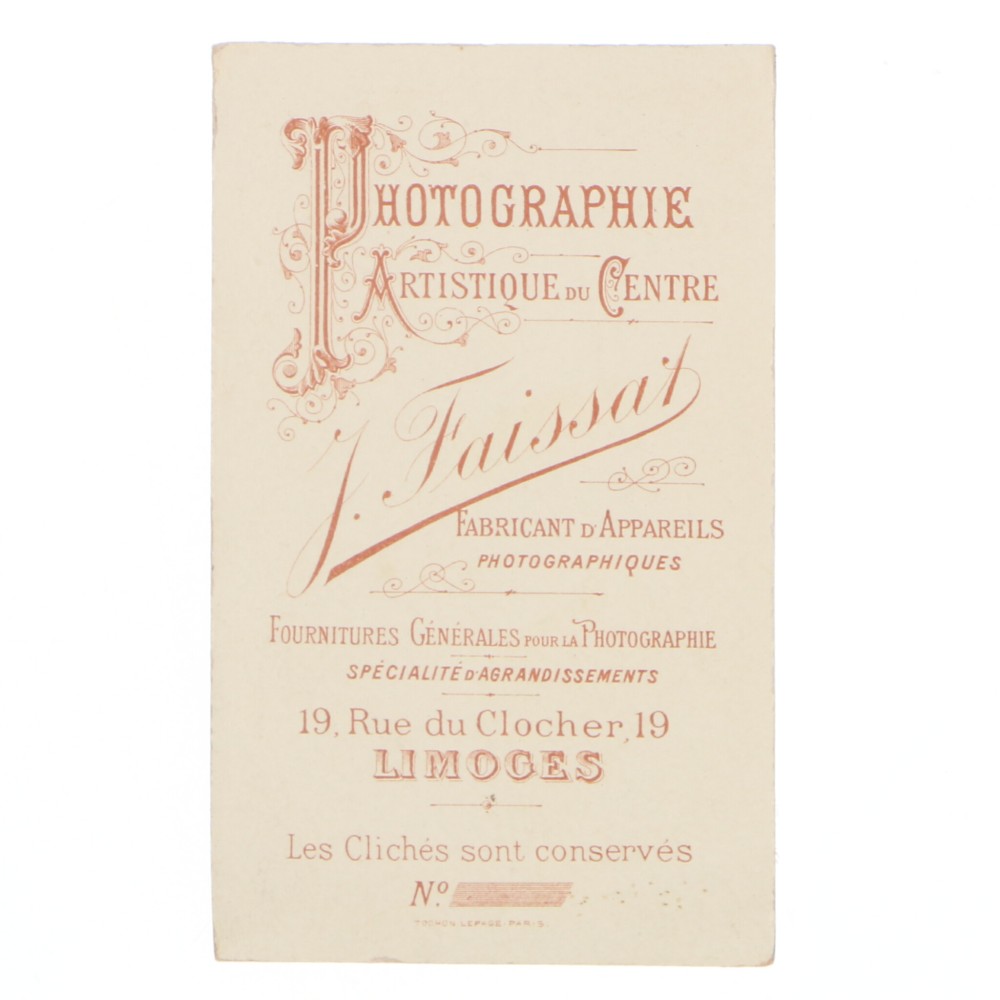 PHOTOGRAPHIE
ARTISTIQUE DU CENTRE
J. Faissat
FABRICANT D'APPAREILS
PHOTOGRAPHIQUES
FOURNITURES GÉNÉRALES POUR LA PHOTOGRAPHIE
SPÉCIALITÉ D'AGRANDISSEMENTS
19, Rue du Clocher, 19
LIMOGES
Les Clichés sont conservés
Nº
TOCHON-LEPAGE-PARIS